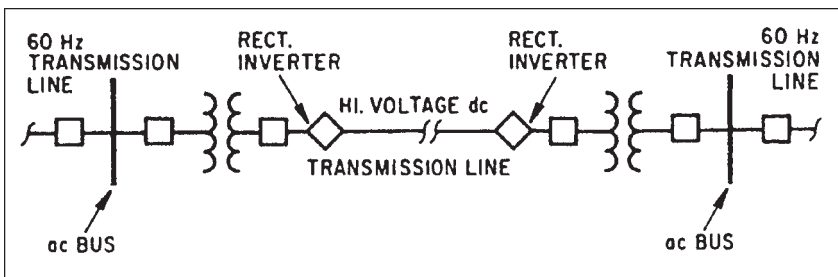 60 Hz
TRANSMISSION
LINE
RECT.
INVERTER
HI. VOLTAGE dc
TRANSMISSION LINE
RECT.
INVERTER
60 Hz
TRANSMISSION
LINE
ac BUS
ac BUS